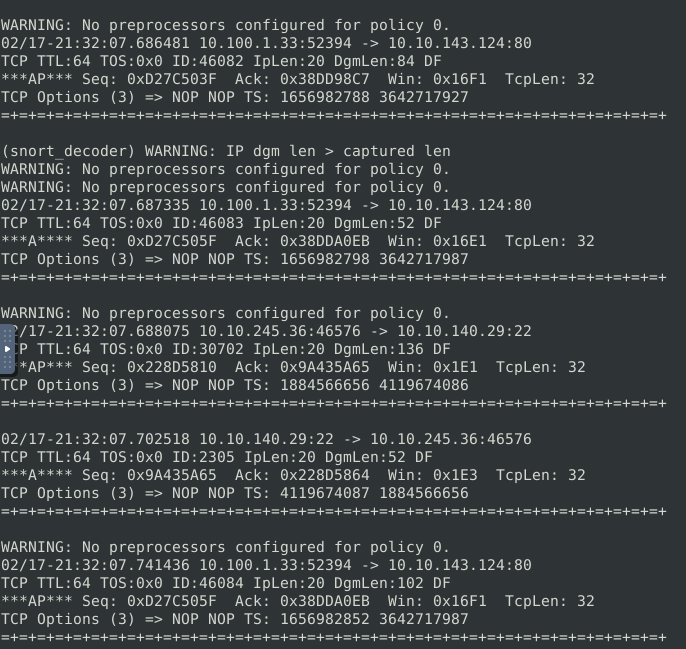 WARNING: No preprocessors configured for policy 0.
02/17-21:32:07.686481 10.100.1.33:52394 -> 10.10.143.124:80
TCP TTL:64 TOS:0x0 ID:46082 IpLen:20 DgmLen:84 DF
***AP*** Seq: 0xD27C503F  Ack: 0x38DD98C7  Win: 0x16F1  TcpLen: 32
TCP Options (3) => NOP NOP TS: 1656982788 3642717927
=+=+=+=+=+=+=+=+=+=+=+=+=+=+=+=+=+=+=+=+=+=+=+=+=+=+=+=+=+=+=+=+=+=+=+=+=+
(snort_decoder) WARNING: IP dgm len > captured len
WARNING: No preprocessors configured for policy 0.
WARNING: No preprocessors configured for policy 0.
02/17-21:32:07.687335 10.100.1.33:52394 -> 10.10.143.124:80
TCP TTL:64 TOS:0x0 ID:46083 IpLen:20 DgmLen:52 DF
***A**** Seq: 0xD27C505F  Ack: 0x38DDA0EB  Win: 0x16E1  TcpLen: 32
TCP Options (3) => NOP NOP TS: 1656982798 3642717987
=+=+=+=+=+=+=+=+=+=+=+=+=+=+=+=+=+=+=+=+=+=+=+=+=+=+=+=+=+=+=+=+=+=+=+=+=+
WARNING: No preprocessors configured for policy 0.
2/17-21:32:07.688075 10.10.245.36:46576 -> 10.10.140.29:22
CP TTL:64 TOS:0x0 ID:30702 IpLen:20 DgmLen:136 DF
*AP*** Seq: 0x228D5810  Ack: 0x9A435A65  Win: 0x1E1  TcpLen: 32
TCP Options (3) => NOP NOP TS: 1884566656 4119674086
=+=+=+=+=+=+=+=+=+=+=+=+=+=+=+=+=+=+=+=+=+=+=+=+=+=+=+=+=+=+=+=+=+=+=+=+=+
02/17-21:32:07.702518 10.10.140.29:22 -> 10.10.245.36:46576
TCP TTL:64 TOS:0x0 ID:2305 IpLen:20 DgmLen:52 DF
***A**** Seq: 0x9A435A65  Ack: 0x228D5864  Win: 0x1E3  TcpLen: 32
TCP Options (3) => NOP NOP TS: 4119674087 1884566656
=+=+=+=+=+=+=+=+=+=+=+=+=+=+=+=+=+=+=+=+=+=+=+=+=+=+=+=+=+=+=+=+=+=+=+=+=+
WARNING: No preprocessors configured for policy 0.
02/17-21:32:07.741436 10.100.1.33:52394 -> 10.10.143.124:80
TCP TTL:64 TOS:0x0 ID:46084 IpLen:20 DgmLen:102 DF
***AP*** Seq: 0xD27C505F  Ack: 0x38DDA0EB  Win: 0x16F1  TcpLen: 32
TCP Options (3) => NOP NOP TS: 1656982852 3642717987
=+=+=+=+=+=+=+=+=+=+=+=+=+=+=+=+=+=+=+=+=+=+=+=+=+=+=+=+=+=+=+=+=+=+=+=+=+